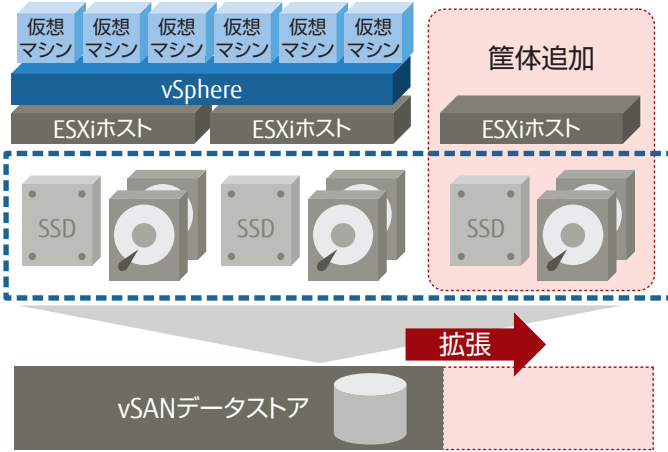 仮想
マシン
仮想
マシン
仮想
マシン
仮想
マシン
仮想
マシン
仮想
マシン
筐体追加
vSphere
ESXiホスト
ESXiホスト
ESXiホスト
SSD
SSD
SSD
拡張
vSANデータストア